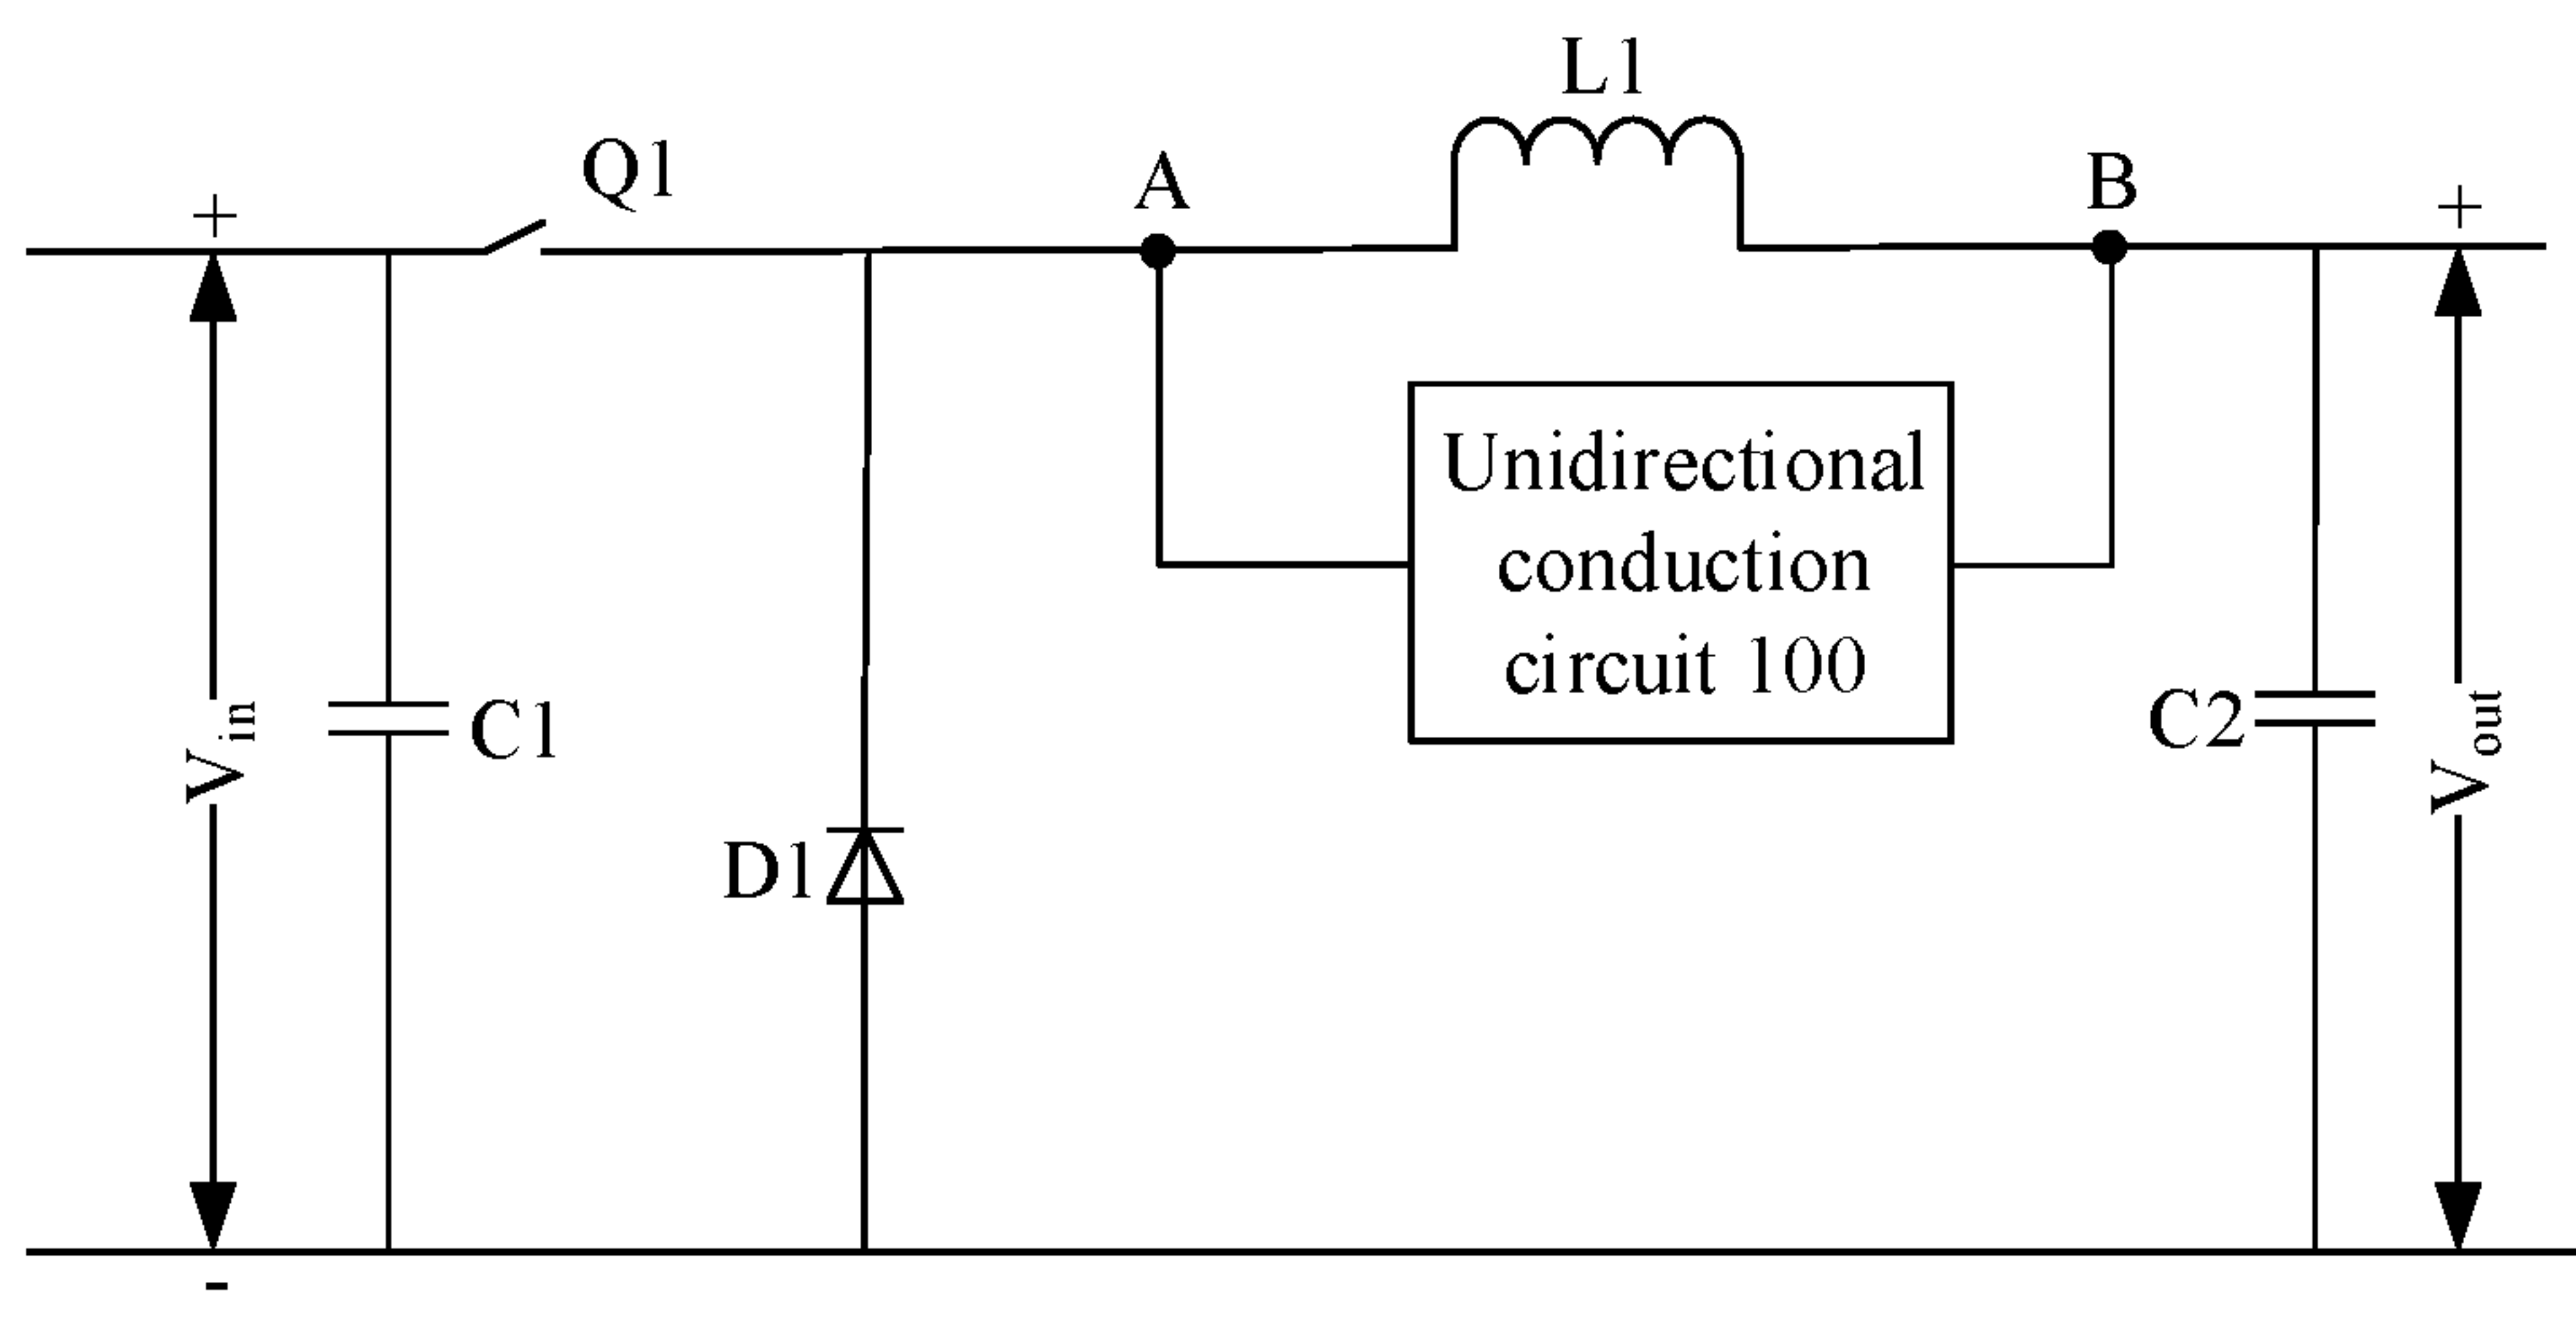 L1
Q1
A
B
+
+
Unidirectional
conduction
circuit 100
Vin
C1
C2
Vout
D1
-